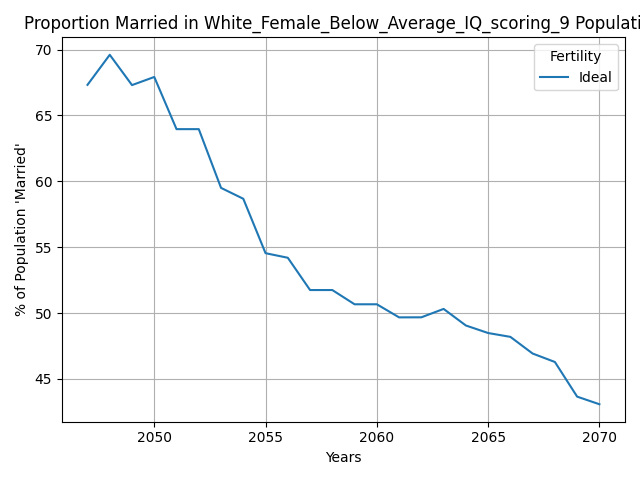 Proportion Married in White_Female_Below_Average_IQ_scoring_9 Populati
Fertility
Ideal
% of Population 'Married'
70
65
60
55
50
45
2050 2055 2060 2065 2070
Years